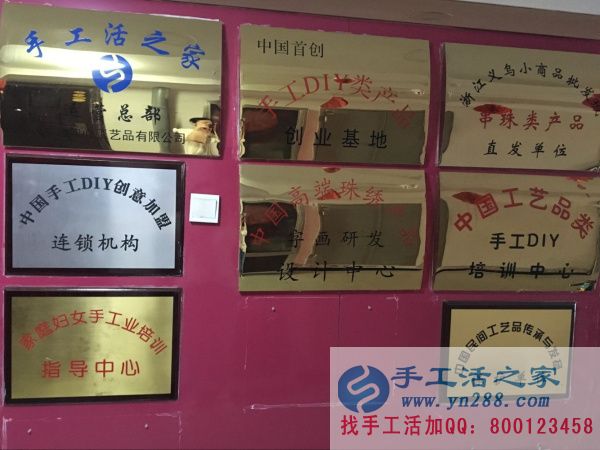 手工活之家
总部
工艺品有限公司
中国首创
手工DIY类产品
创业基地
浙江义乌小商品批发
串珠类产品
直发单位
中国手工DIY创意加盟
连锁机构
中国高端珠绣
字画研发
设计中心
中国工艺品类
手工DIY
培训中心
家庭妇女手工业培训
指导中心
中国民间工艺品传承与发
手工活之家
www.yn288.com
找手工活加QQ：800123458